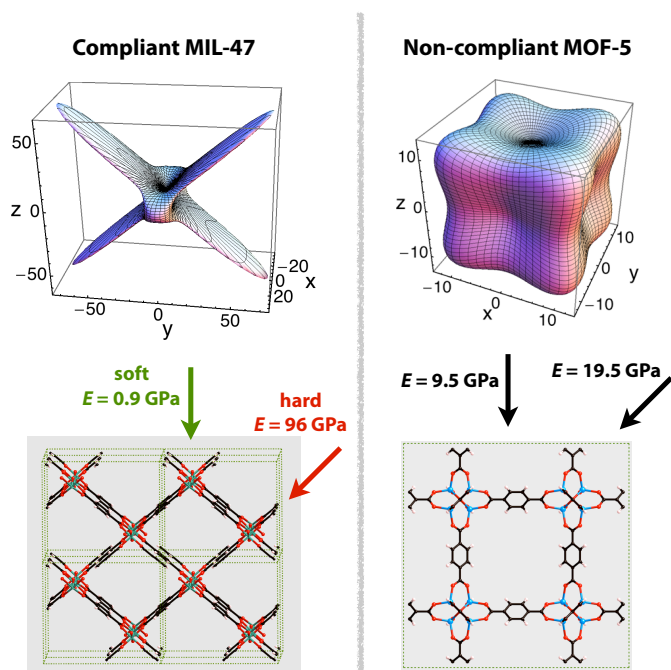 Compliant MIL-47
Non-compliant MOF-5
50
z 0
−50
−50
0
50
y
−20
0
20
x
10
z 0
−10
−10
0
10
x
−10
0
10
y
soft
E = 0.9 GPa
hard
E = 96 GPa
E = 9.5 GPa
E = 19.5 GPa